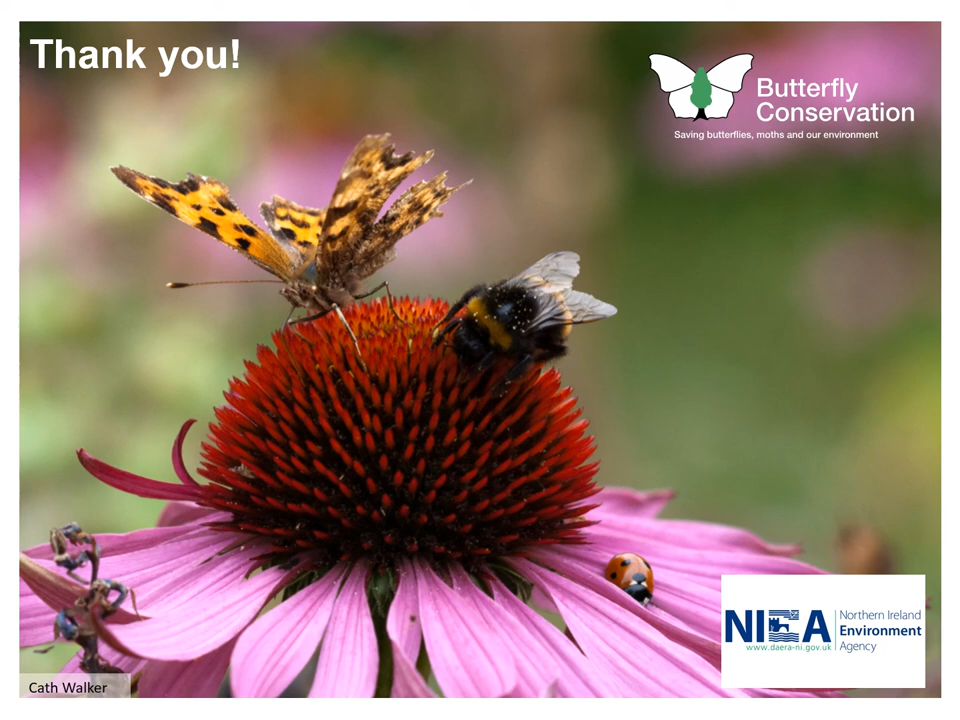 Thank you!
Butterfly
Conservation
Saving butterflies, moths and our environment
NIEA
www.daera-ni.gov.uk
Northern Ireland
Environment
Agency
Cath Walker